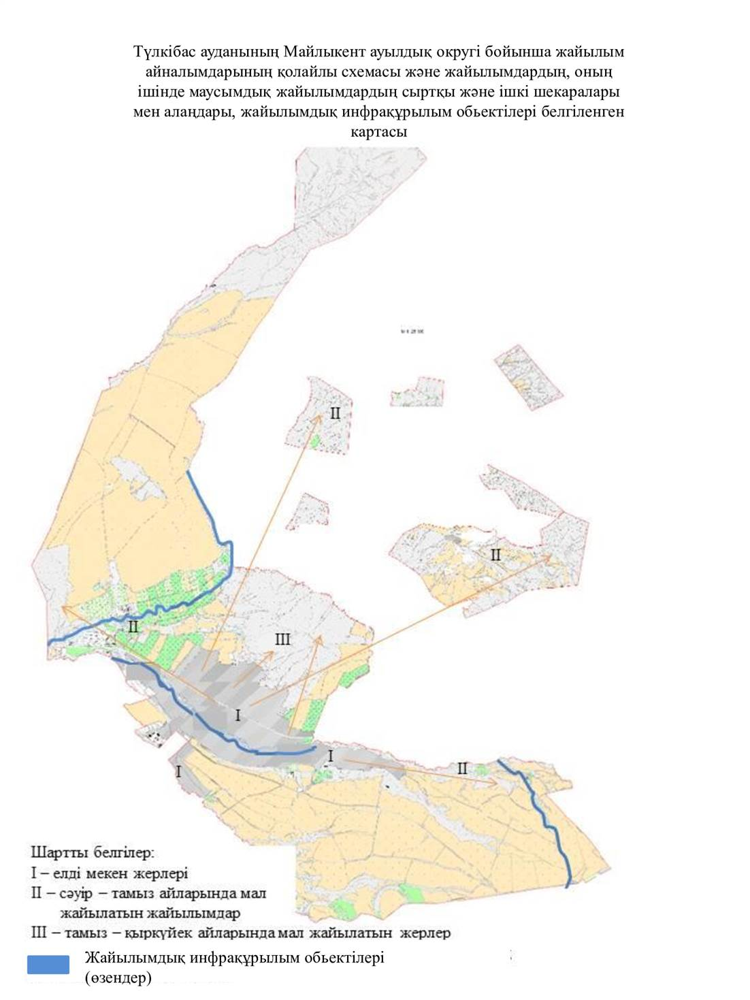 Түлкібас ауданының Майлыкент ауылдық округі бойынша жайылым
айналымдарының қолайлы схемасы және жайылымдардың, оның
ішінде маусымдық жайылымдардың сыртқы және ішкі шекаралары
мен алаңдары, жайылымдық инфрақұрылым обьектілері белгіленген
картасы
II
II
II
III
I
I
II
I
Шартты белгілер:
I – елді мекен жерлері
II – сәуір – тамыз айларында мал
жайылатын жайылымдар
III – тамыз – қыркүйек айларында мал жайылатын жерлер
Жайылымдық инфрақұрылым обьектілері
(өзендер)